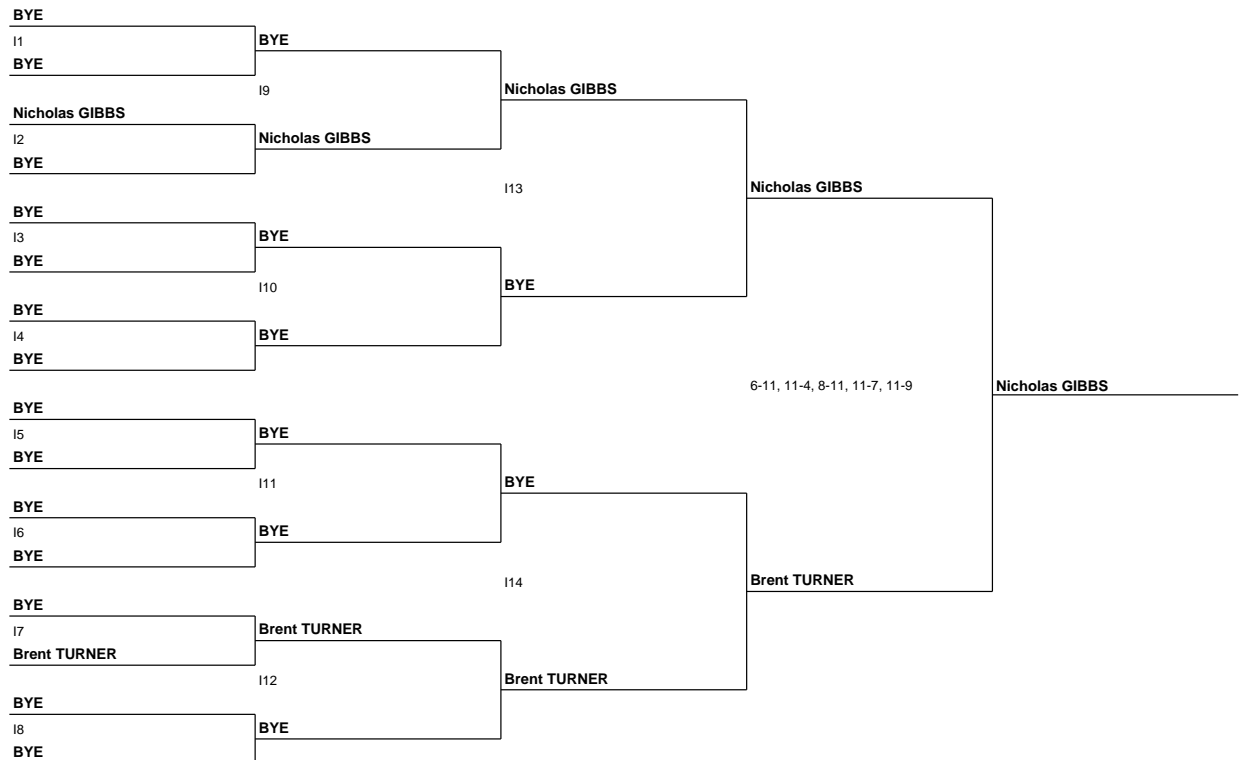 BYE
I1
BYE
BYE
I9
Nicholas GIBBS
Nicholas GIBBS
I2
Nicholas GIBBS
BYE
I13
Nicholas GIBBS
BYE
I3
BYE
BYE
I10
BYE
BYE
I4
BYE
BYE
6-11, 11-4, 8-11, 11-7, 11-9
Nicholas GIBBS
BYE
I5
BYE
BYE
I11
BYE
BYE
I6
BYE
BYE
I14
Brent TURNER
BYE
I7
Brent TURNER
Brent TURNER
I12
Brent TURNER
BYE
I8
BYE
BYE